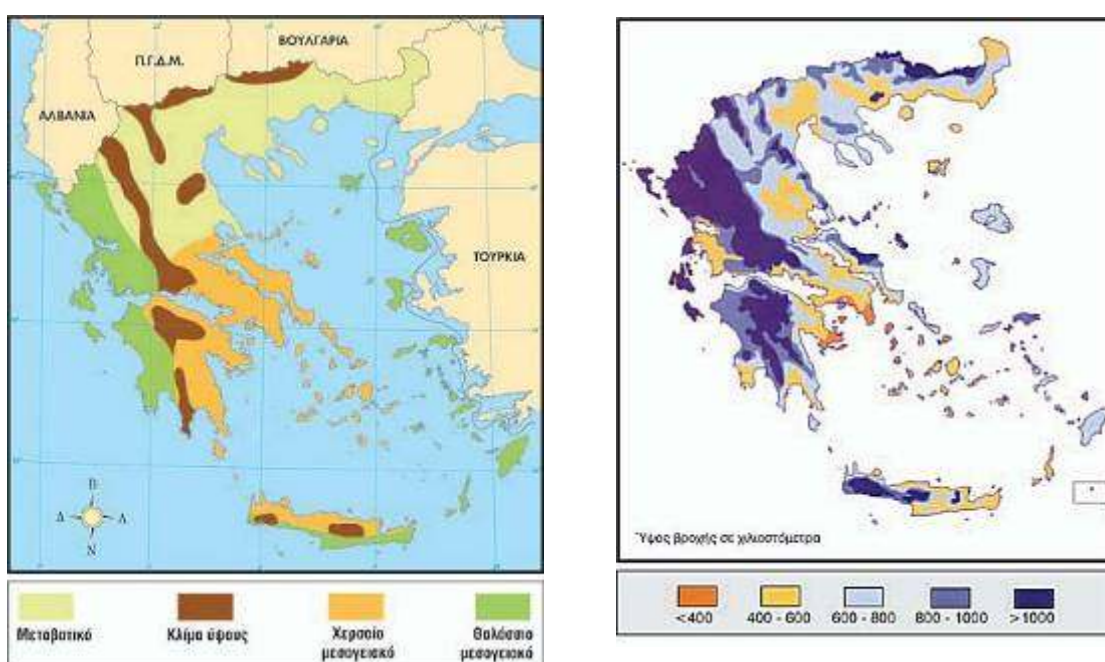 ΒΟΥΛΓΑΡΙΑ
Π.Γ.Δ.Μ.
ΑΛΒΑΝΙΑ
ΤΟΥΡΚΙΑ
Β
Δ Α
Ν
Μεταβατικό
Κλίμα ύψους
Χερσαίο μεσογειακό
Θαλάσσιο μεσογειακό
Ύψος βροχής σε χιλιοστόμετρα
<400
400 - 600
600 - 800
800 - 1000
>1000